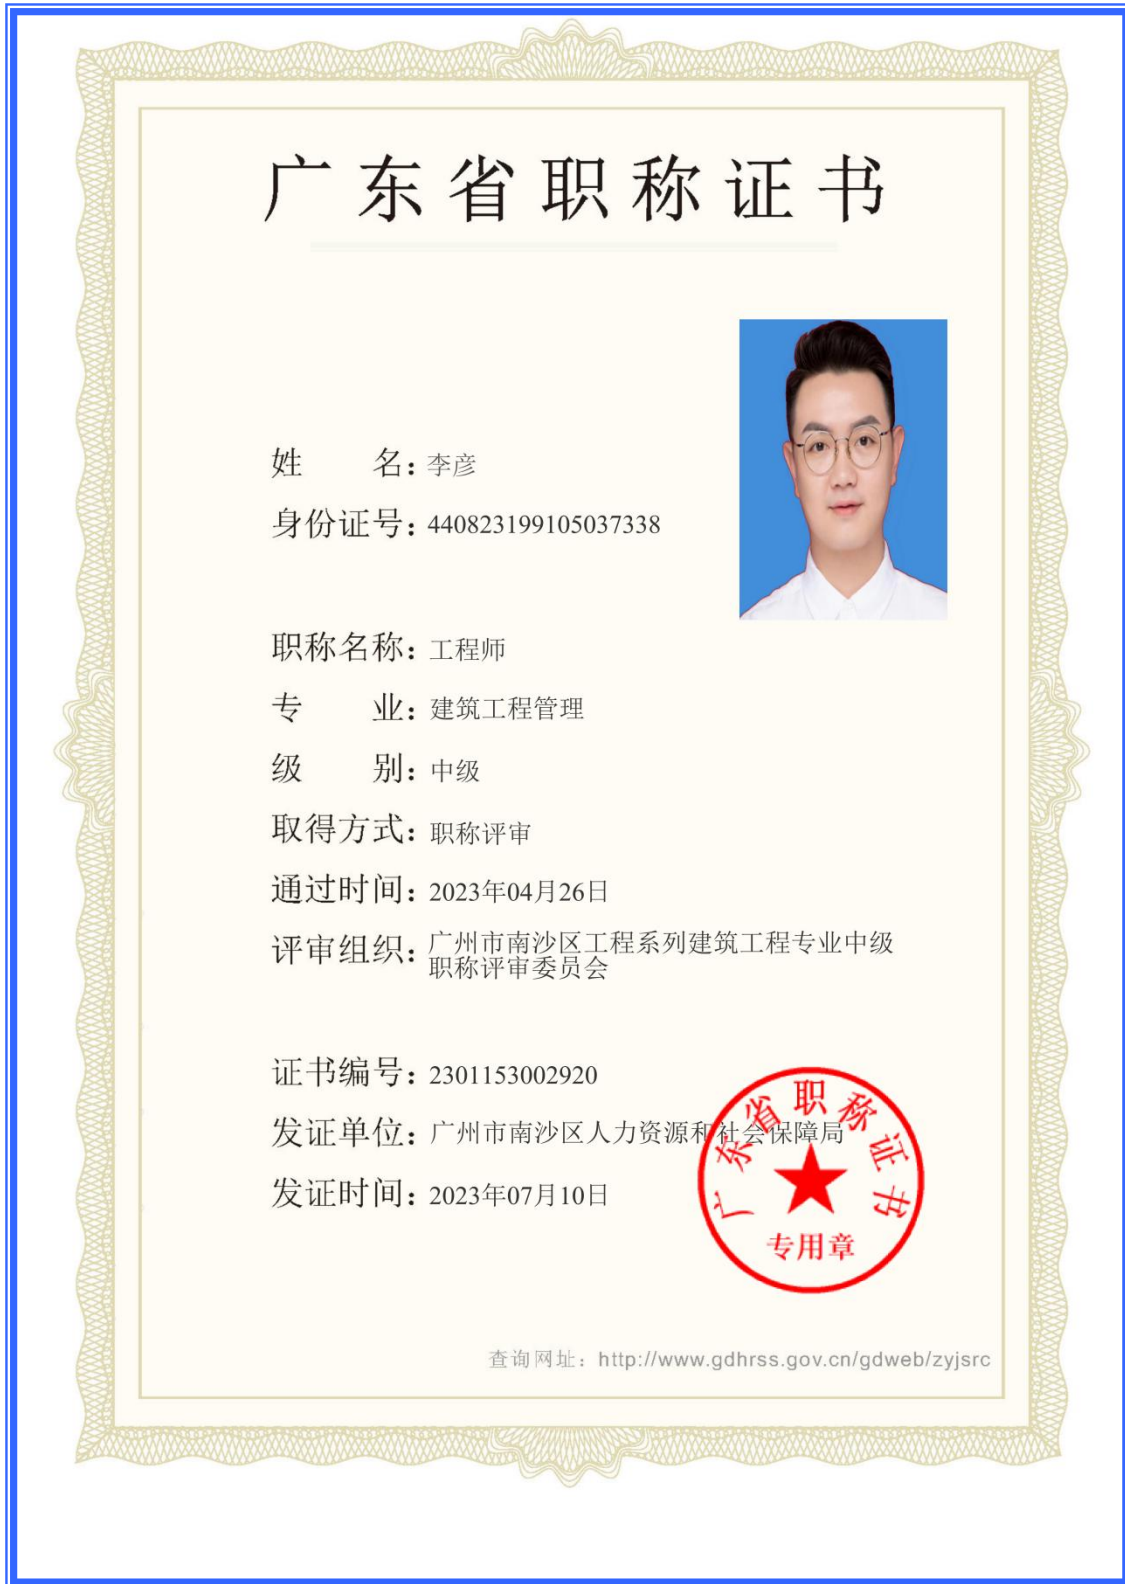 广东省职称证书
姓 名：李彦
身份证号：440823199105037338
职称名称：工程师
专 业：建筑工程管理
级 别：中级
取得方式：职称评审
通过时间：2023年04月26日
评审组织：广州市南沙区工程系列建筑工程专业中级
职称评审委员会
证书编号：2301153002920
发证单位：广州市南沙区人力资源和社会保障局
发证时间：2023年07月10日
广东省职称证书
专用章
查询网址：http://www.gdhrss.gov.cn/gdweb/zyjsrc